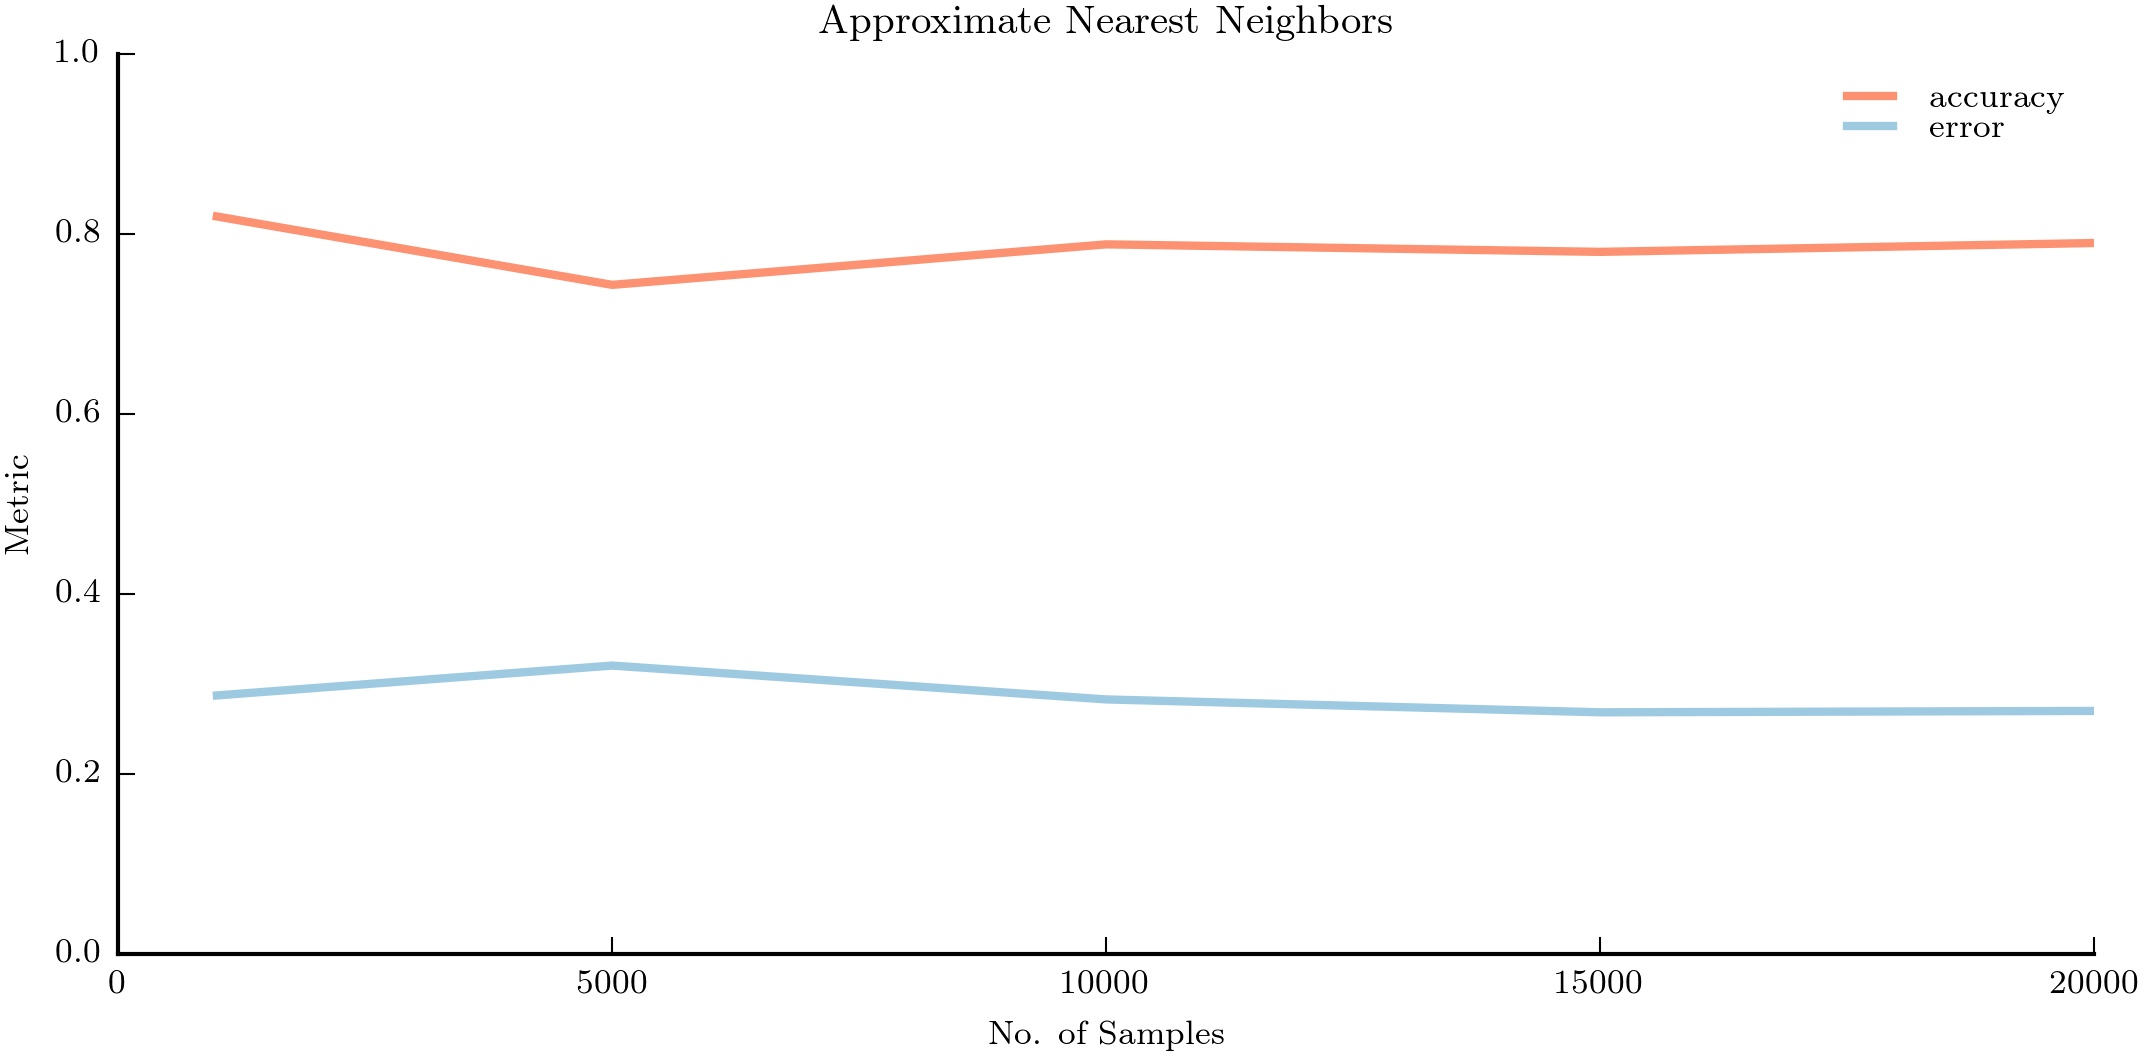 Approximate Nearest Neighbors
1.0
accuracy
error
0.8
0.6
Metric
0.4
0.2
0.0
0 5000 10000 15000 20000
No. of Samples